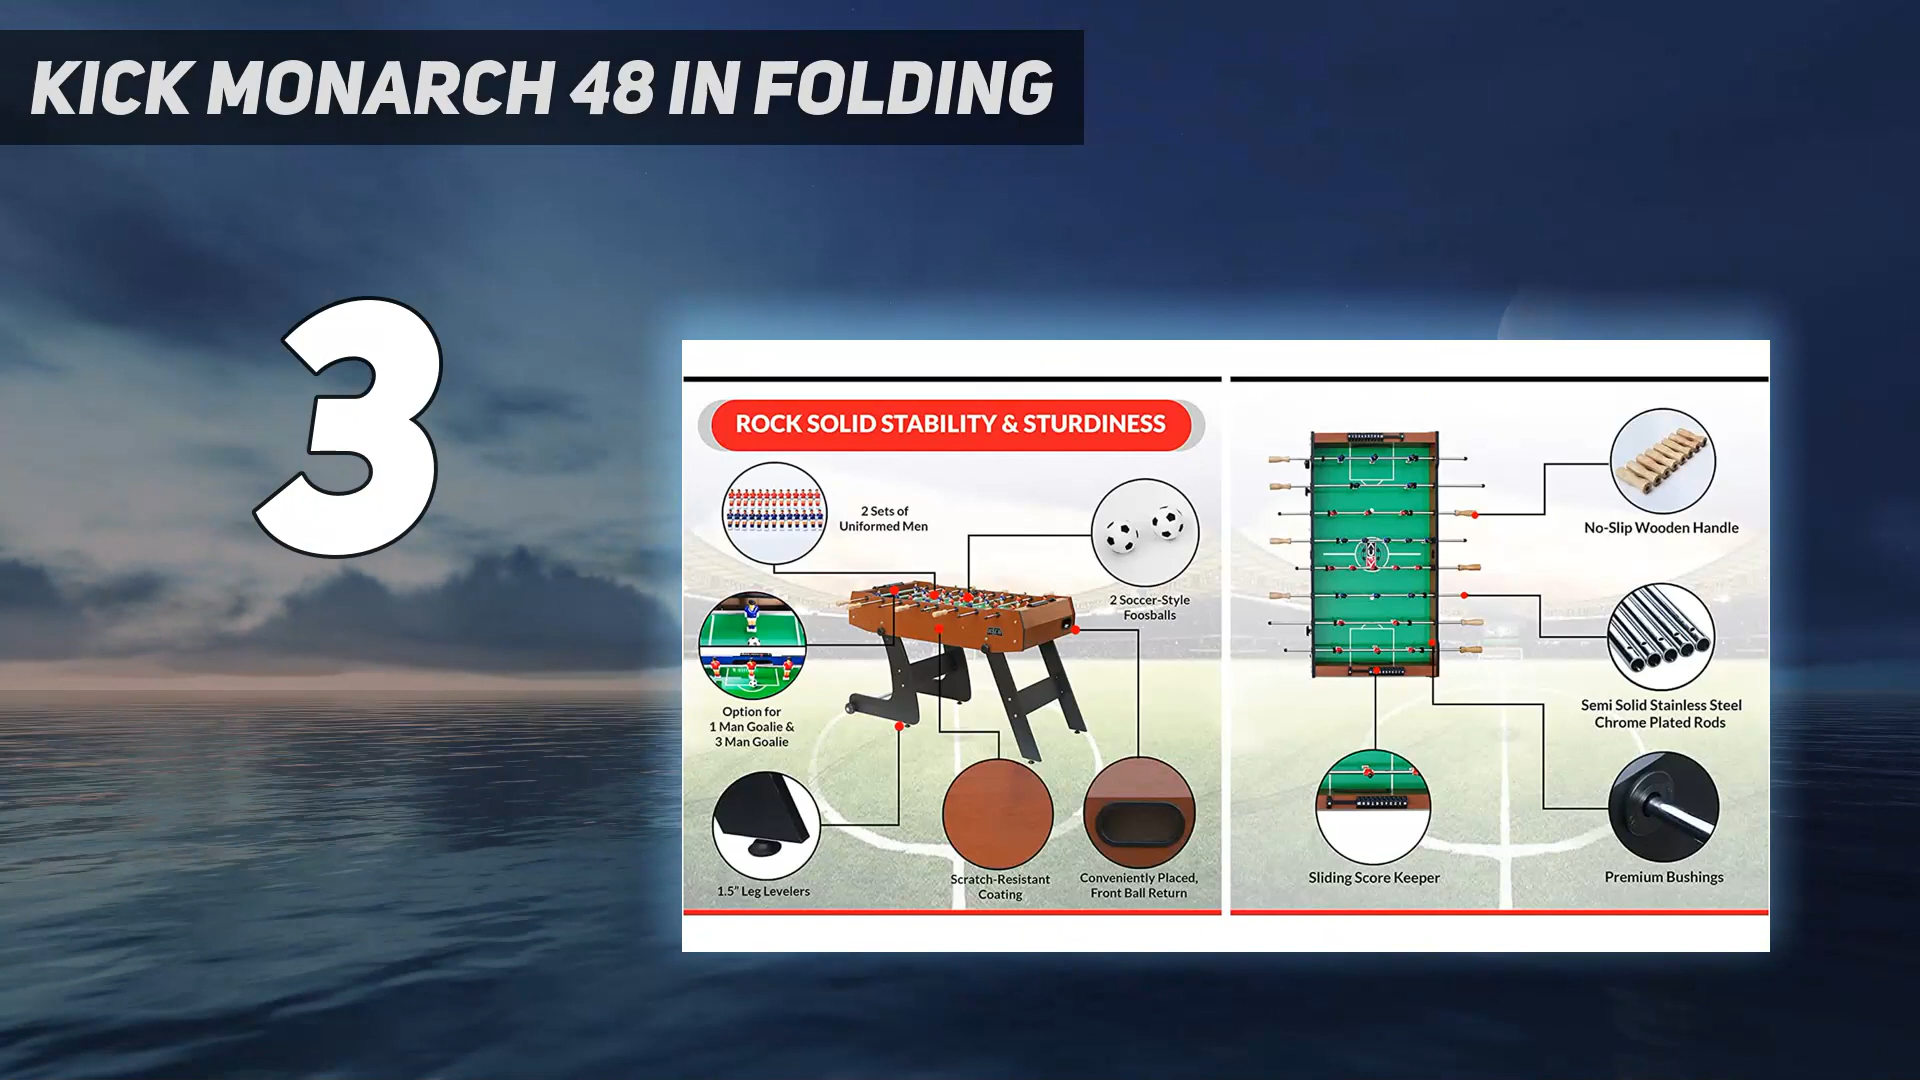 KICK MONARCH 48 IN FOLDING
3
ROCK SOLID STABILITY & STURDINESS
2 Sets of
Uniformed Men
2 Soccer-Style
Foosballs
Option for
1 Man Goalie &
3 Man Goalie
1.5” Leg Levelers
Scratch-Resistant
Coating
Conveniently Placed,
Front Ball Return
No-Slip Wooden Handle
Semi Solid Stainless Steel
Chrome Plated Rods
Sliding Score Keeper
Premium Bushings